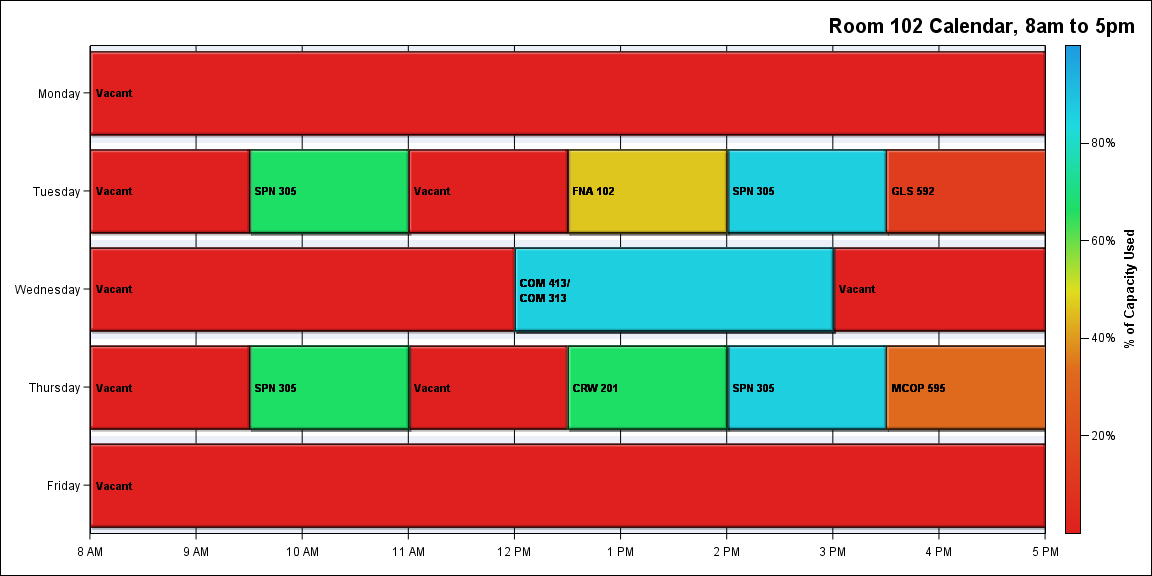 Room 102 Calendar, 8am to 5pm
Monday
Vacant
Tuesday
Vacant
SPN 305
Vacant
FNA 102
SPN 305
GLS 592
Wednesday
Vacant
COM 413/
COM 313
Vacant
Thursday
Vacant
SPN 305
Vacant
CRW 201
SPN 305
MCOP 595
Friday
Vacant
8 AM
9 AM
10 AM
11 AM
12 PM
1 PM
2 PM
3 PM
4 PM
5 PM
80%
60%
40%
20%
% of Capacity Used